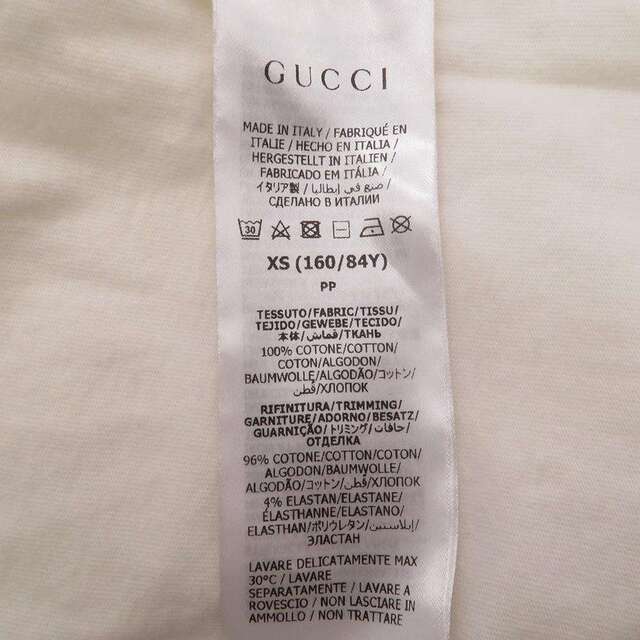 GUCCI
MADE IN ITALY / FABRIQUÉ EN
ITALIE / HECHO EN ITALIA /
HERGESTELLT IN ITALIEN /
FABRICADO EM ITÁLIA /
イタリア製 / صنع في إيطاليا /
СДЕЛАНО В ИТАЛИИ
30
XS (160/84Y)
PP
TESSUTO/FABRIC/TISSU/
TEJIDO/GEWEBE/TECIDO/
本体/قماش/ТКАНЬ
100% COTONE/COTTON/
COTON/ALGODON/
BAUMWOLLE/ALGODÃO/コットン/
قطن/ХЛОПОК
RIFINITURA/TRIMMING/
GARNITURE/ADORNO/BESATZ/
GUARNIÇÃO/トリミング/حافات/
ОТДЕЛКА
96% COTONE/COTTON/COTON/
ALGODON/BAUMWOLLE/
ALGODÃO/コットン/قطن/ХЛОПОК
4% ELASTAN/ELASTANE/
ÉLASTHANNE/ELASTANO/
ELASTHAN/ポリウレタン/إيلاستين/
ЭЛАСТАН
LAVARE DELICATAMENTE MAX
30°C / LAVARE
SEPARATAMENTE / LAVARE A
ROVESCIO / NON LASCIARE
IN AMMOLLO / NON TAMPONARE